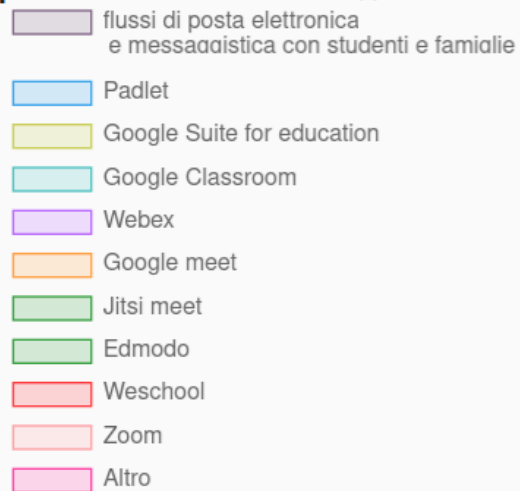 flussi di posta elettronica
e messaggistica con studenti e famiglie
Padlet
Google Suite for education
Google Classroom
Webex
Google meet
Jitsi meet
Edmodo
Weschool
Zoom
Altro